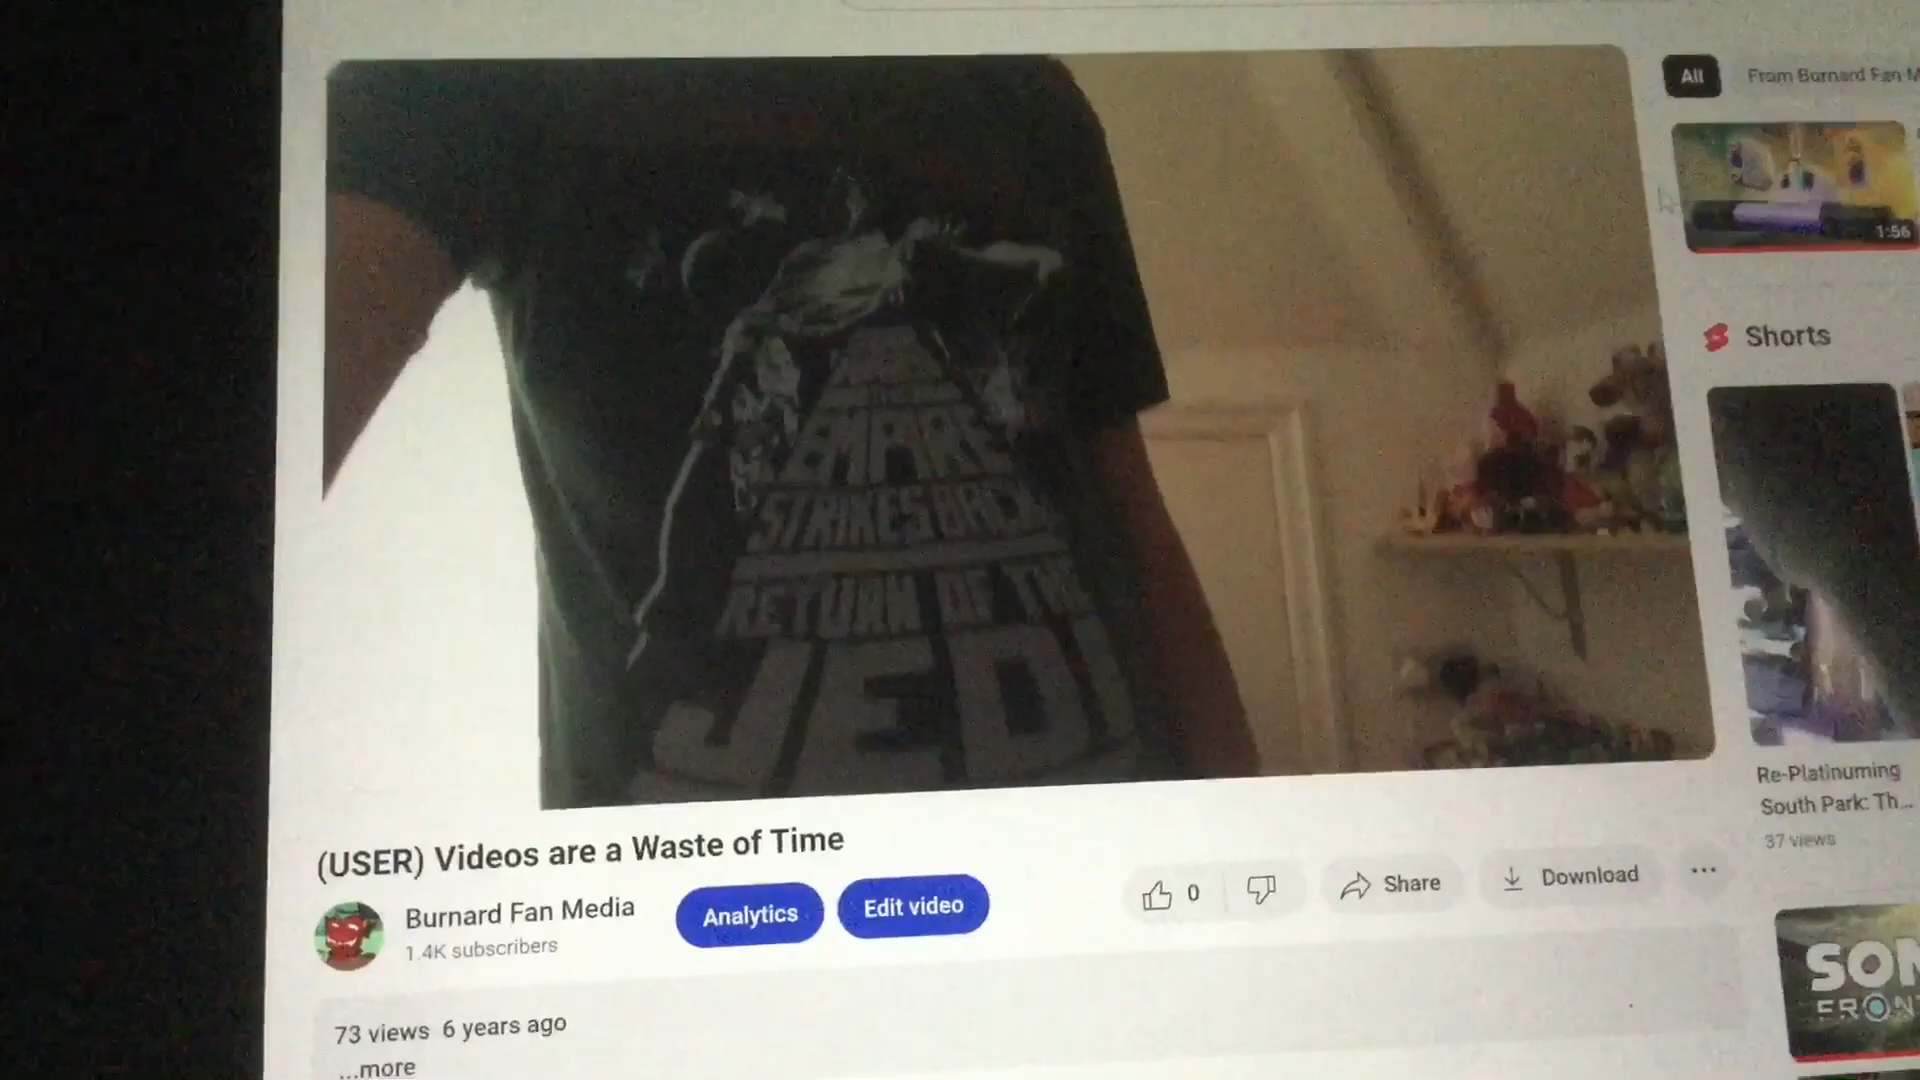 All
From Burnard Fan M
1:56
THE
EMPIRE
STRIKES BACK
RETURN OF THE
JEDI
Shorts
Re-Platinuming
South Park: Th...
37 views
(USER) Videos are a Waste of Time
Burnard Fan Media
1.4K subscribers
Analytics
Edit video
0
Share
Download
73 views 6 years ago
...more
SON
FRONT